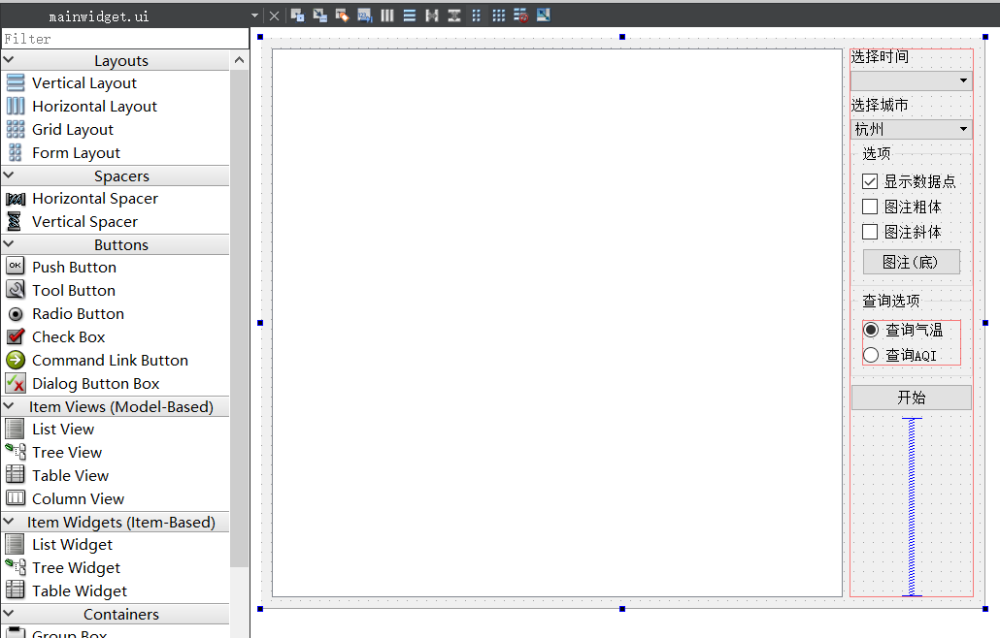 mainwidget.ui
Filter
Layouts
Vertical Layout
Horizontal Layout
Grid Layout
Form Layout
Spacers
Horizontal Spacer
Vertical Spacer
Buttons
OK
Push Button
Tool Button
Radio Button
Check Box
Command Link Button
Dialog Button Box
Item Views (Model-Based)
List View
Tree View
Table View
Column View
Item Widgets (Item-Based)
List Widget
Tree Widget
Table Widget
Containers
Group Box
选择时间
选择城市
杭州
选项
显示数据点
图注粗体
图注斜体
图注(底)
查询选项
查询气温
查询AQI
开始